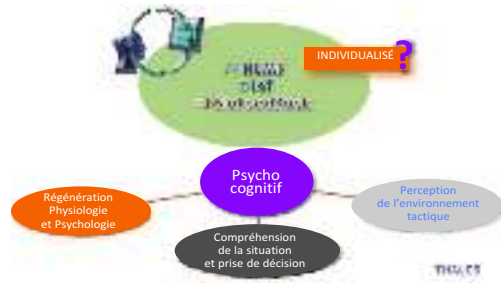 INDIVIDUALISÉ
?
Psycho
cognitif
Régénération
Physiologie
et Psychologie
Perception
de l'environnement
tactique
Compréhension
de la situation
et prise de décision
THALES